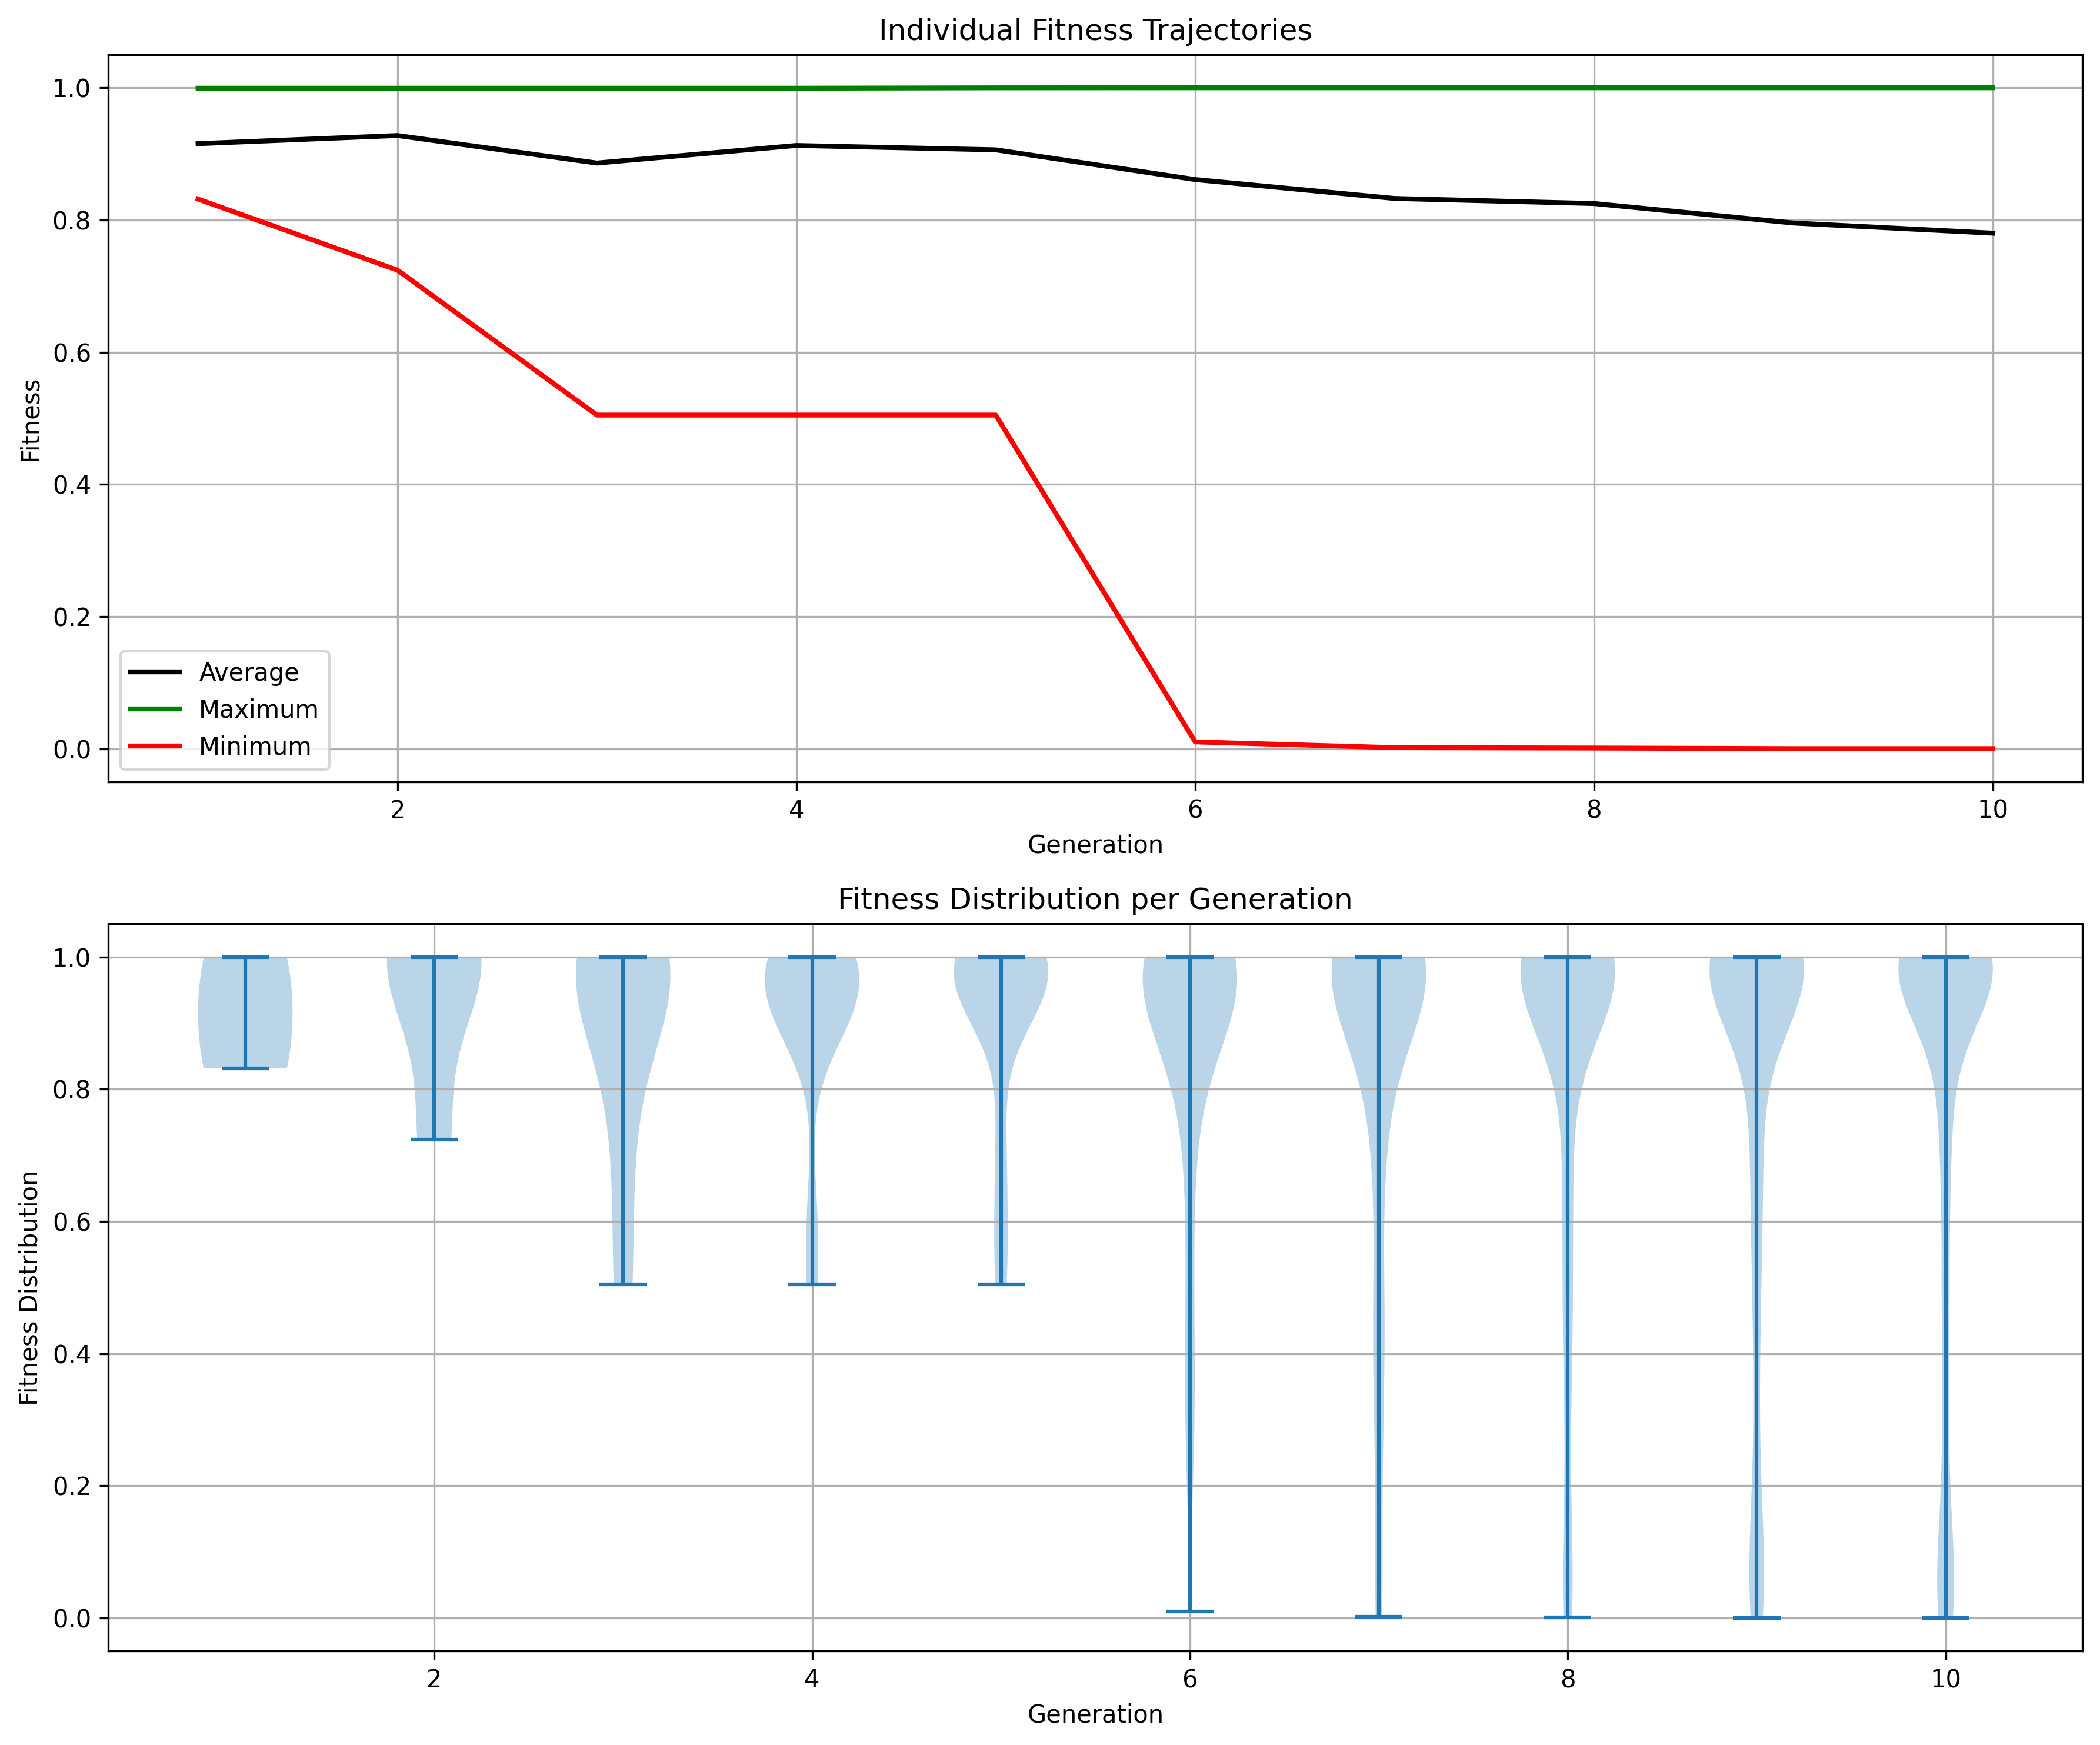 Individual Fitness Trajectories
1.0
0.8
0.6
0.4
0.2
0.0
Fitness
Average
Maximum
Minimum
2 4 6 8 10
Generation
Fitness Distribution per Generation
1.0
0.8
0.6
0.4
0.2
0.0
Fitness Distribution
2 4 6 8 10
Generation